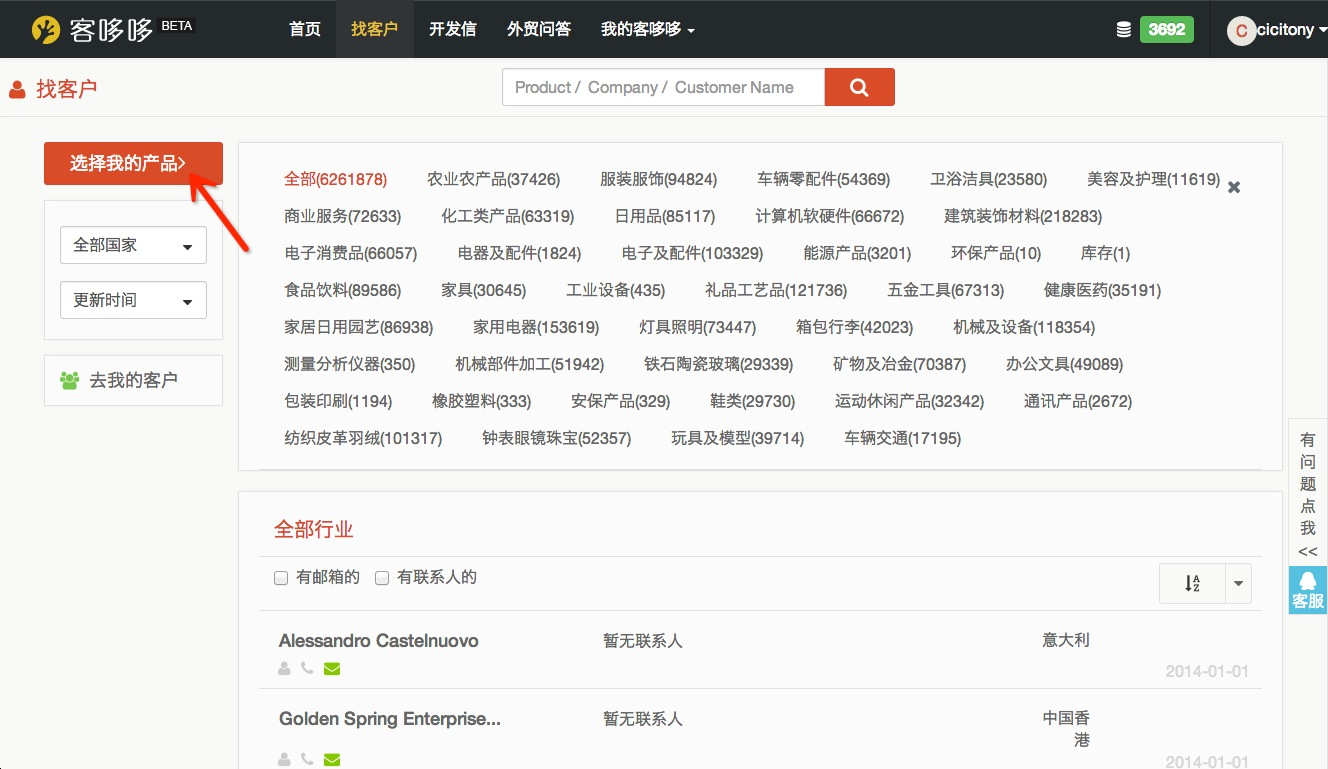 客哆哆 BETA 首页 找客户 开发信 外贸问答 我的客哆哆 3692 C cicitony
找客户 Product / Company / Customer Name
选择我的产品>
全部国家
更新时间
去我的客户
全部(6261878) 农业农产品(37426) 服装服饰(94824) 车辆零配件(54369) 卫浴洁具(23580) 美容及护理(11619)
商业服务(72633) 化工类产品(63319) 日用品(85117) 计算机软硬件(66672) 建筑装饰材料(218283)
电子消费品(66057) 电器及配件(1824) 电子及配件(103329) 能源产品(3201) 环保产品(10) 库存(1)
食品饮料(89586) 家具(30645) 工业设备(435) 礼品工艺品(121736) 五金工具(67313) 健康医药(35191)
家居日用园艺(86938) 家用电器(153619) 灯具照明(73447) 箱包行李(42023) 机械及设备(118354)
测量分析仪器(350) 机械部件加工(51942) 铁石陶瓷玻璃(29339) 矿物及冶金(70387) 办公文具(49089)
包装印刷(1194) 橡胶塑料(333) 安保产品(329) 鞋类(29730) 运动休闲产品(32342) 通讯产品(2672)
纺织皮革羽绒(101317) 钟表眼镜珠宝(52357) 玩具及模型(39714) 车辆交通(17195)
全部行业
有邮箱的 有联系人的
Alessandro Castelnuovo 暂无联系人 意大利
2014-01-01
Golden Spring Enterprise... 暂无联系人 中国香
港
2014-01-01
有
问
题
点
我
<<
客服